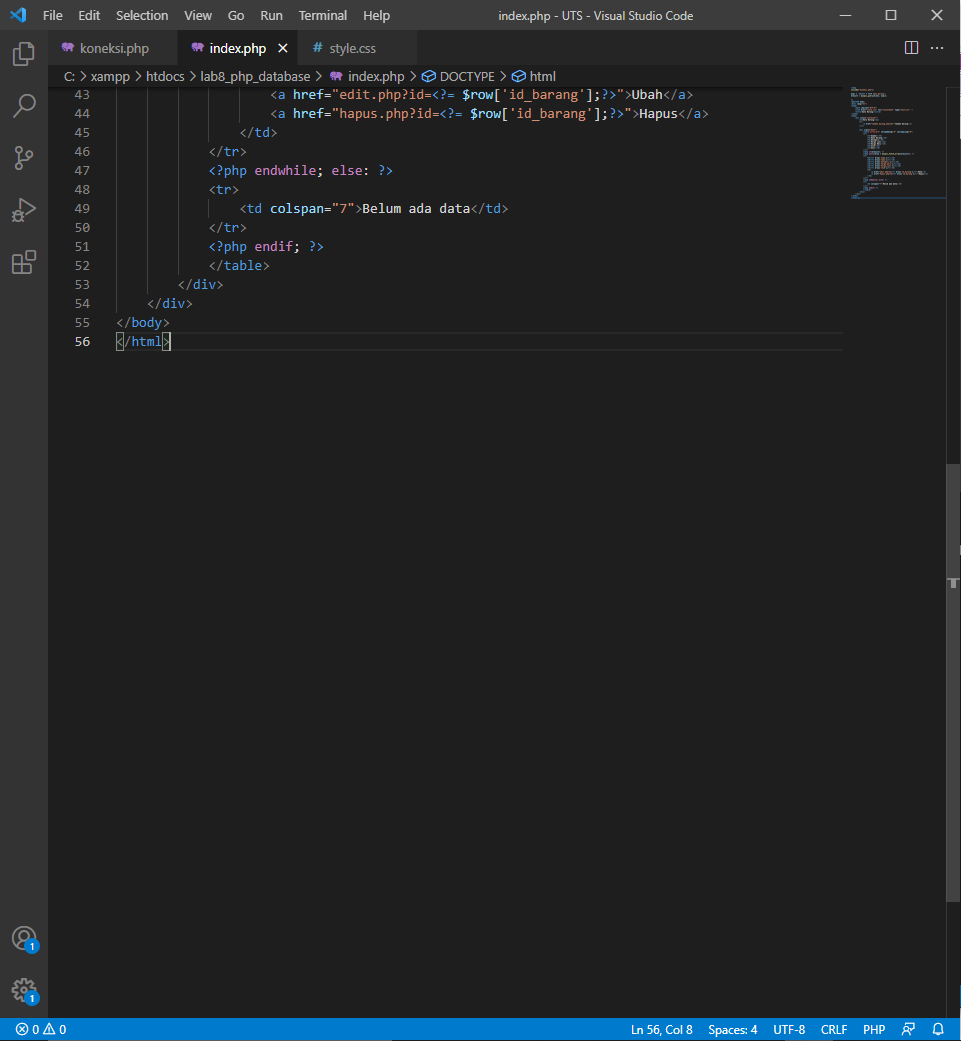 File Edit Selection View Go Run Terminal Help index.php - UTS - Visual Studio Code
koneksi.php index.php # style.css
C: > xampp > htdocs > lab8_php_database > index.php > DOCTYPE > html
43 <a href="edit.php?id=<?= $row['id_barang'];?>">Ubah</a>
44 <a href="hapus.php?id=<?= $row['id_barang'];?>">Hapus</a>
45 </td>
46 </tr>
47 <?php endwhile; else: ?>
48 <tr>
49 <td colspan="7">Belum ada data</td>
50 </tr>
51 <?php endif; ?>
52 </table>
53 </div>
54 </div>
55 </body>
56 </html>
1
1
0 0 Ln 56, Col 8 Spaces: 4 UTF-8 CRLF PHP